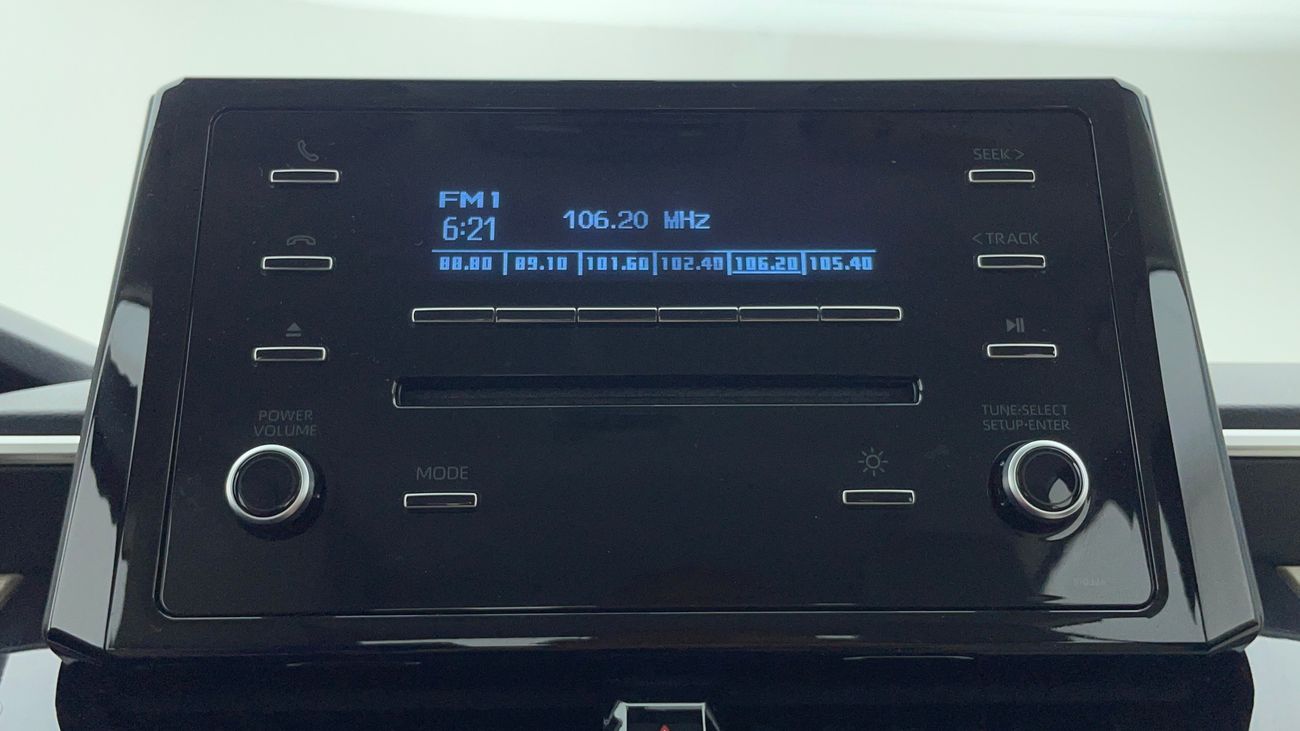 SEEK >
FM1
6:21
106.20 MHz
< TRACK
88.80 89.10 101.60 102.40 106.20 105.40
POWER
VOLUME
TUNE·SELECT
SETUP·ENTER
MODE